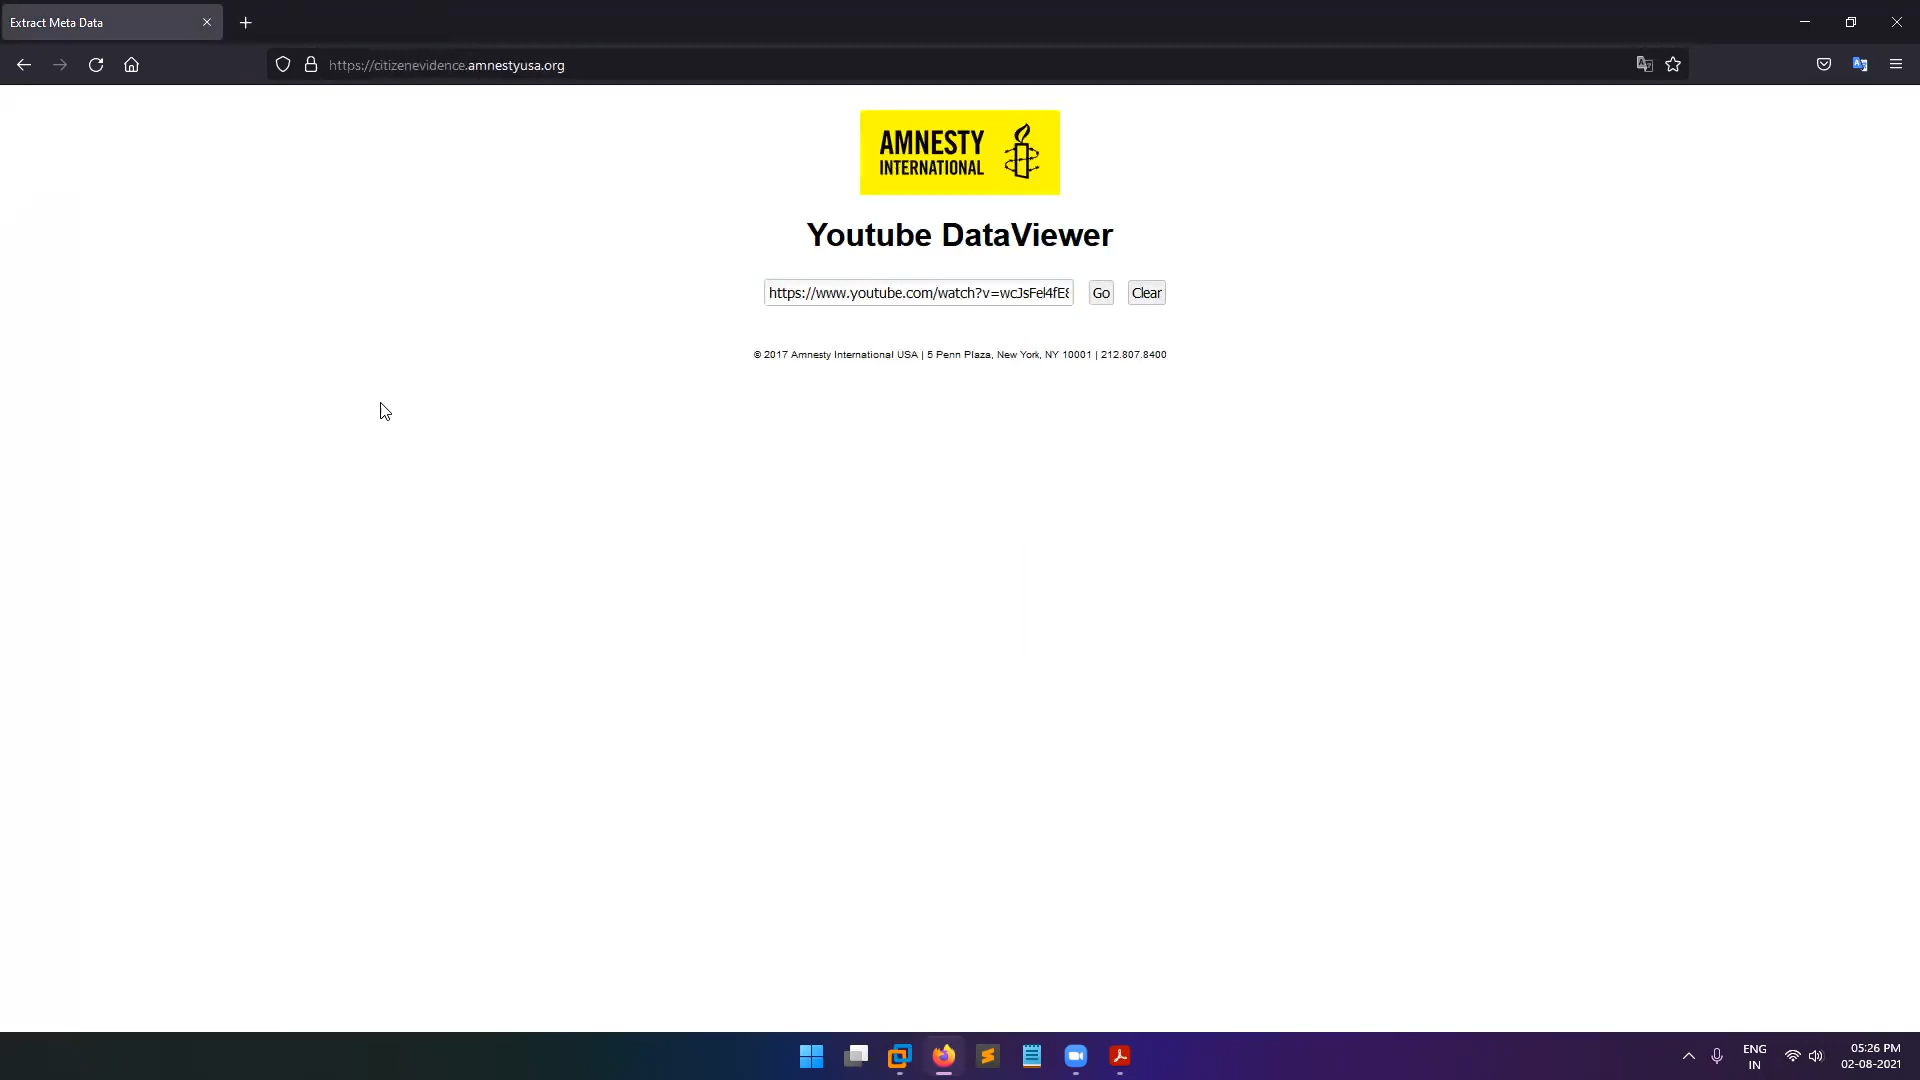 Extract Meta Data
https://citizenevidence.amnestyusa.org
AMNESTY
INTERNATIONAL
Youtube DataViewer
https://www.youtube.com/watch?v=wcJsFel4fE8
Go
Clear
© 2017 Amnesty International USA | 5 Penn Plaza, New York, NY 10001 | 212.807.8400
ENG
IN
05:26 PM
02-08-2021